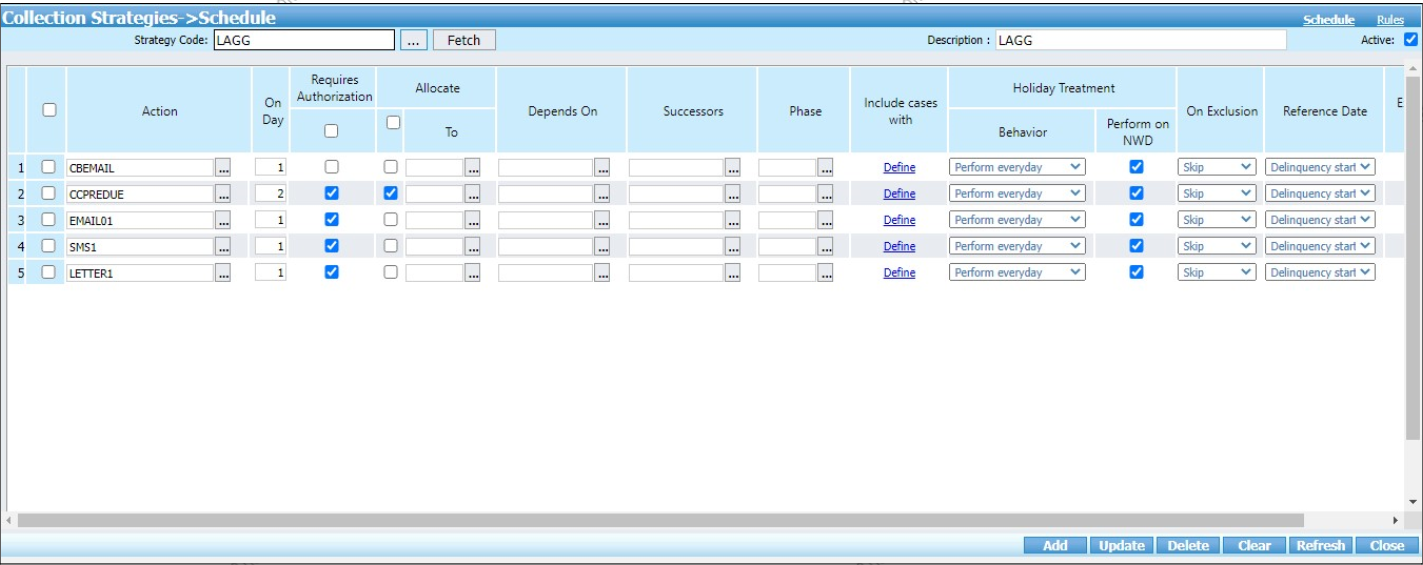 Collection Strategies->Schedule Schedule Rules
Strategy Code: LAGG ... Fetch Description : LAGG Active:
Action On Day Requires Authorization Allocate To Depends On Successors Phase Include cases with Holiday Treatment Behavior Perform on NWD On Exclusion Reference Date E
1 CBEMAIL ... 1 ... ... ... ... Define Perform everyday Skip Delinquency start
2 CCPREDUE ... 2 ... ... ... ... Define Perform everyday Skip Delinquency start
3 EMAIL01 ... 1 ... ... ... ... Define Perform everyday Skip Delinquency start
4 SMS1 ... 1 ... ... ... ... Define Perform everyday Skip Delinquency start
5 LETTER1 ... 1 ... ... ... ... Define Perform everyday Skip Delinquency start
Add Update Delete Clear Refresh Close